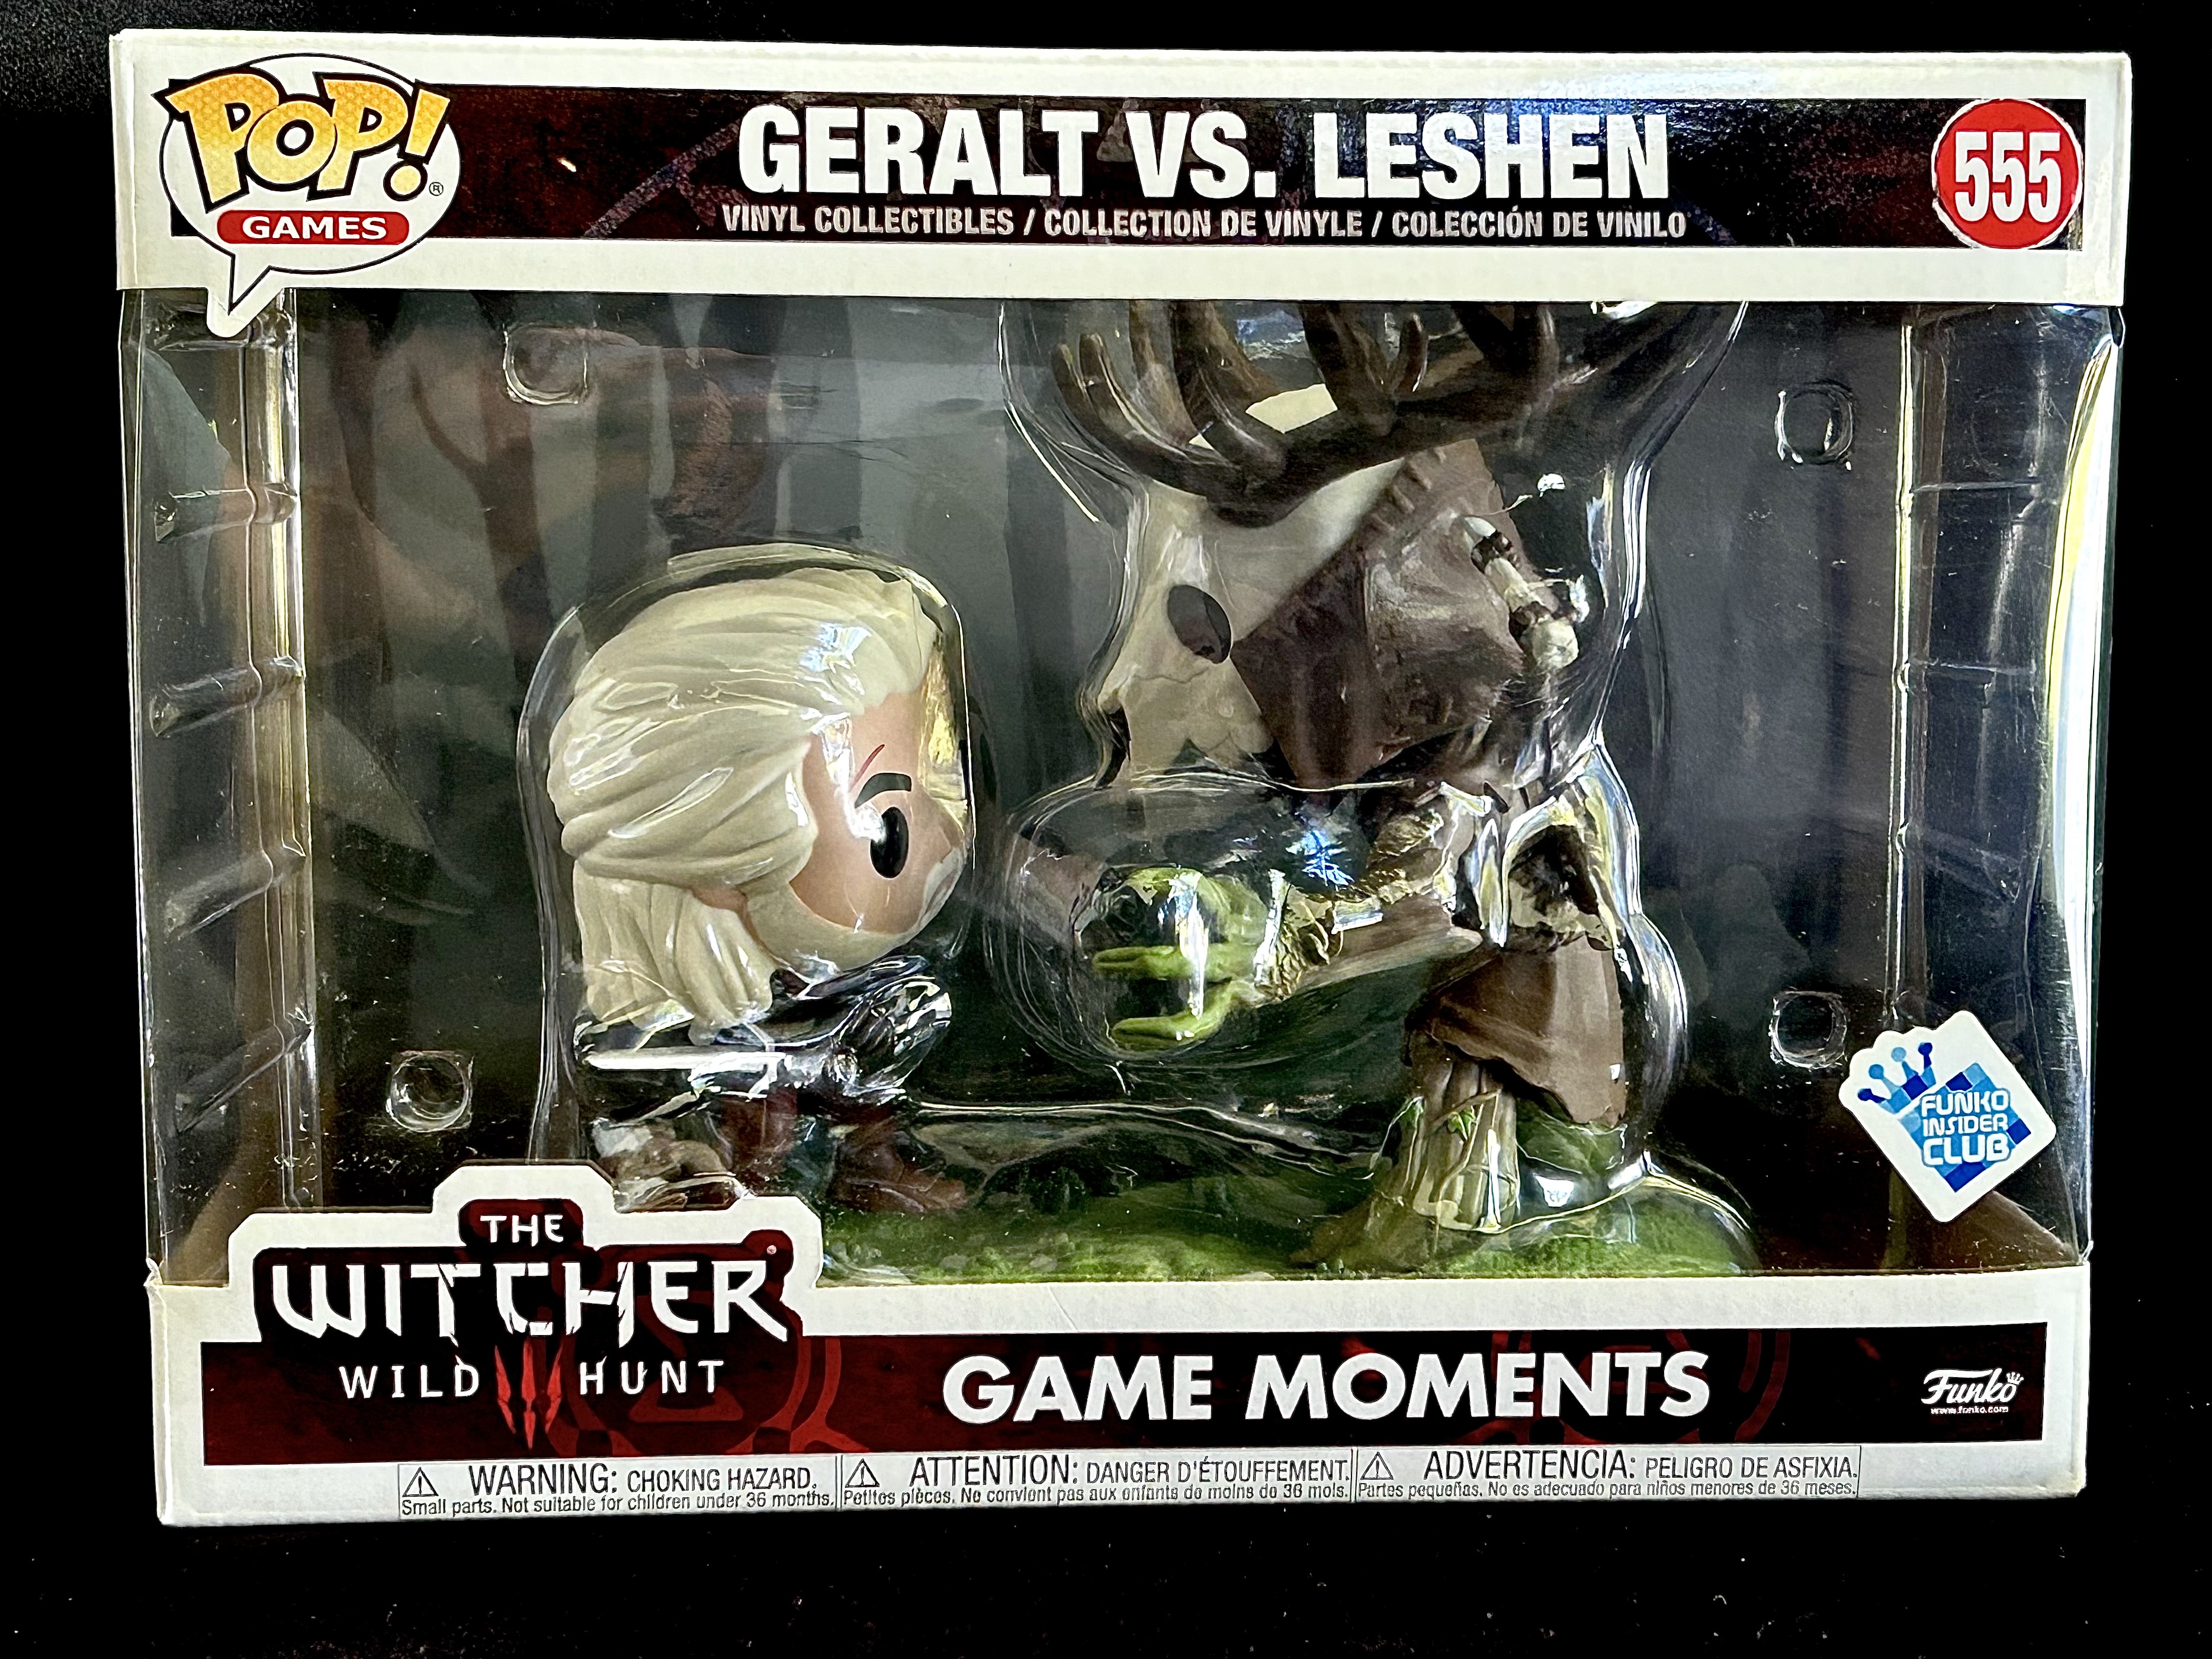 POP!®
GAMES
GERALT VS. LESHEN
VINYL COLLECTIBLES / COLLECTION DE VINYLE / COLECCIÓN DE VINILO
555
FUNKO
INSIDER
CLUB
THE
WITCHER
WILD HUNT
GAME MOMENTS
Funko
www.funko.com
WARNING: CHOKING HAZARD.
Small parts. Not suitable for children under 36 months.
ATTENTION: DANGER D'ÉTOUFFEMENT.
Petites pièces. Ne convient pas aux enfants de moins de 36 mois.
ADVERTENCIA: PELIGRO DE ASFIXIA.
Partes pequeñas. No es adecuado para niños menores de 36 meses.